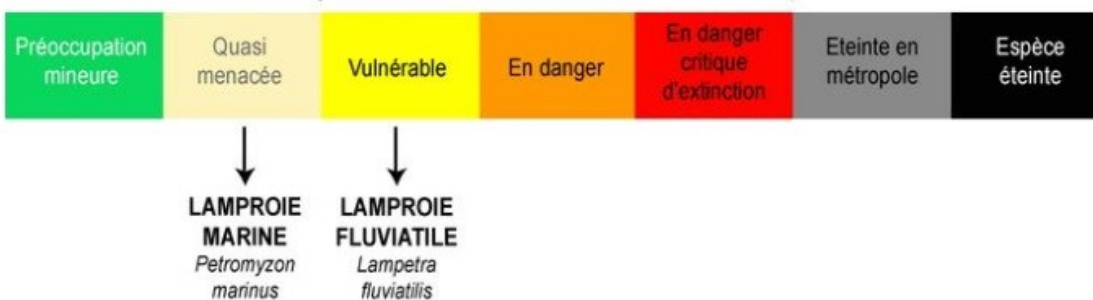 Préoccupation
mineure
Quasi
menacée
Vulnérable
En danger
En danger
critique
d'extinction
Eteinte en
métropole
Espèce
éteinte
LAMPROIE
MARINE
Petromyzon
marinus
LAMPROIE
FLUVIATILE
Lampetra
fluviatilis